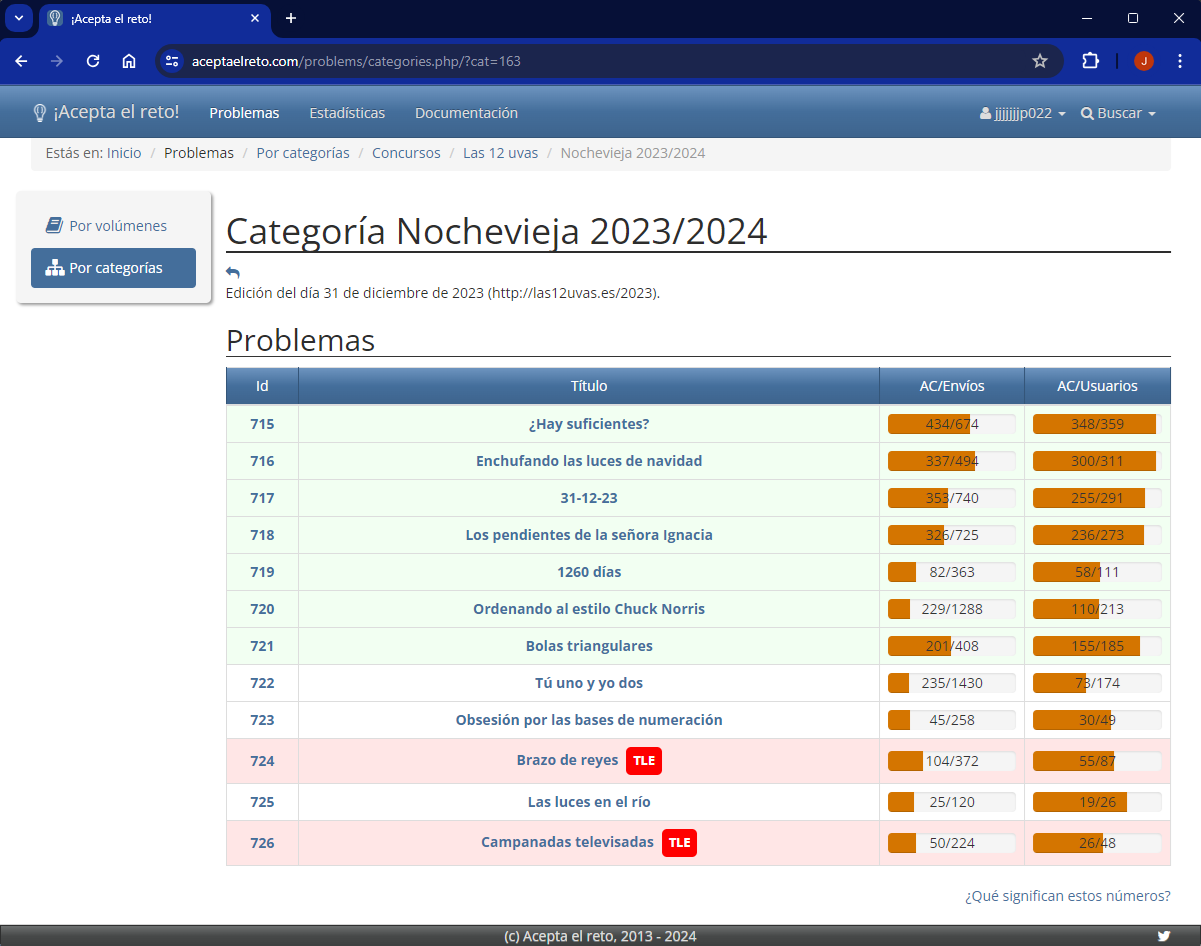 ¡Acepta el reto!
aceptaelreto.com/problems/categories.php/?cat=163
J
¡Acepta el reto! Problemas Estadísticas Documentación jjjjjjjp022 Buscar
Estás en: Inicio / Problemas / Por categorías / Concursos / Las 12 uvas / Nochevieja 2023/2024
Por volúmenes
Por categorías
Categoría Nochevieja 2023/2024
Edición del día 31 de diciembre de 2023 (http://las12uvas.es/2023).
Problemas
Id Título AC/Envíos AC/Usuarios
715 ¿Hay suficientes? 434/674 348/359
716 Enchufando las luces de navidad 337/494 300/311
717 31-12-23 353/740 255/291
718 Los pendientes de la señora Ignacia 326/725 236/273
719 1260 días 82/363 58/111
720 Ordenando al estilo Chuck Norris 229/1288 110/213
721 Bolas triangulares 201/408 155/185
722 Tú uno y yo dos 235/1430 73/174
723 Obsesión por las bases de numeración 45/258 30/49
724 Brazo de reyes TLE 104/372 55/87
725 Las luces en el río 25/120 19/26
726 Campanadas televisadas TLE 50/224 26/48
¿Qué significan estos números?
(c) Acepta el reto, 2013 - 2024